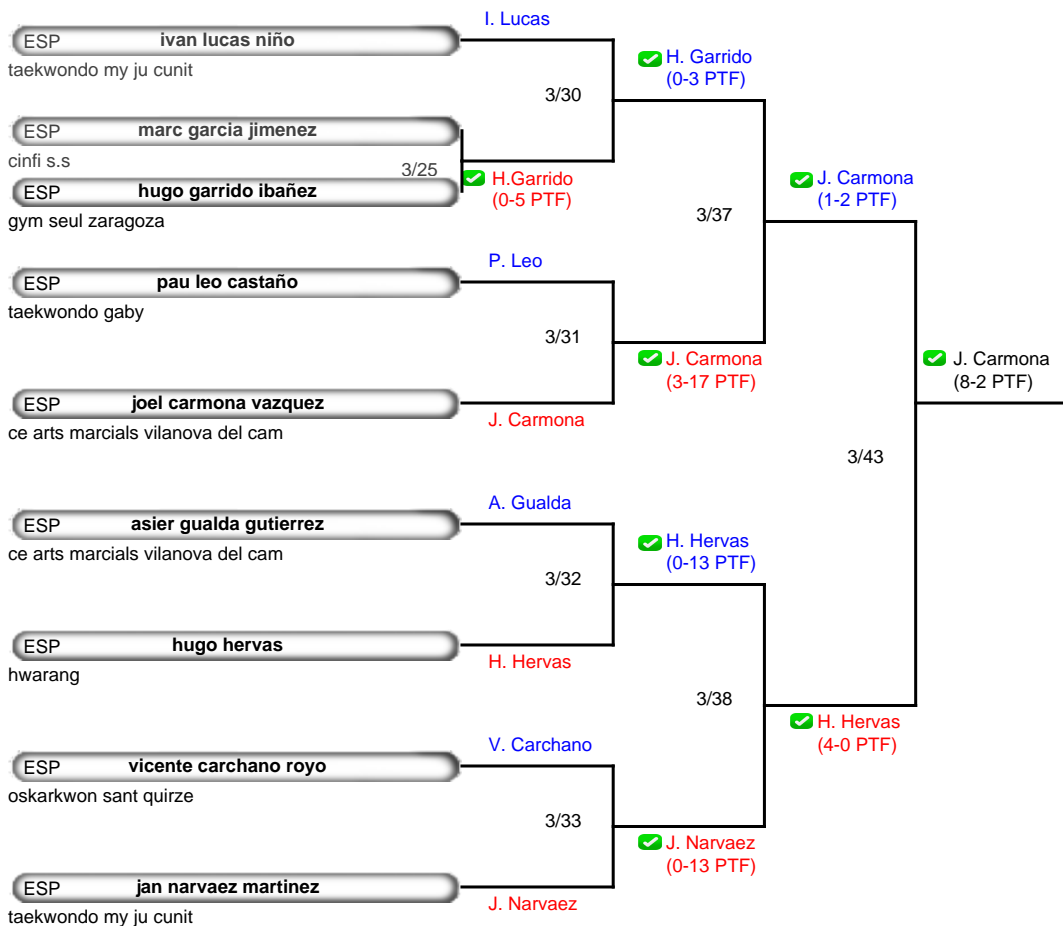 I. Lucas
ESP ivan lucas niño
taekwondo my ju cunit
H. Garrido
(0-3 PTF)
3/30
ESP marc garcia jimenez
cinfi s.s
3/25
H.Garrido
(0-5 PTF)
ESP hugo garrido ibañez
gym seul zaragoza
J. Carmona
(1-2 PTF)
3/37
P. Leo
ESP pau leo castaño
taekwondo gaby
3/31
J. Carmona
(3-17 PTF)
J. Carmona
(8-2 PTF)
ESP joel carmona vazquez
J. Carmona
ce arts marcials vilanova del cam
3/43
A. Gualda
ESP asier gualda gutierrez
ce arts marcials vilanova del cam
H. Hervas
(0-13 PTF)
3/32
ESP hugo hervas
H. Hervas
hwarang
3/38
H. Hervas
(4-0 PTF)
V. Carchano
ESP vicente carchano royo
oskarkwon sant quirze
3/33
J. Narvaez
(0-13 PTF)
ESP jan narvaez martinez
J. Narvaez
taekwondo my ju cunit